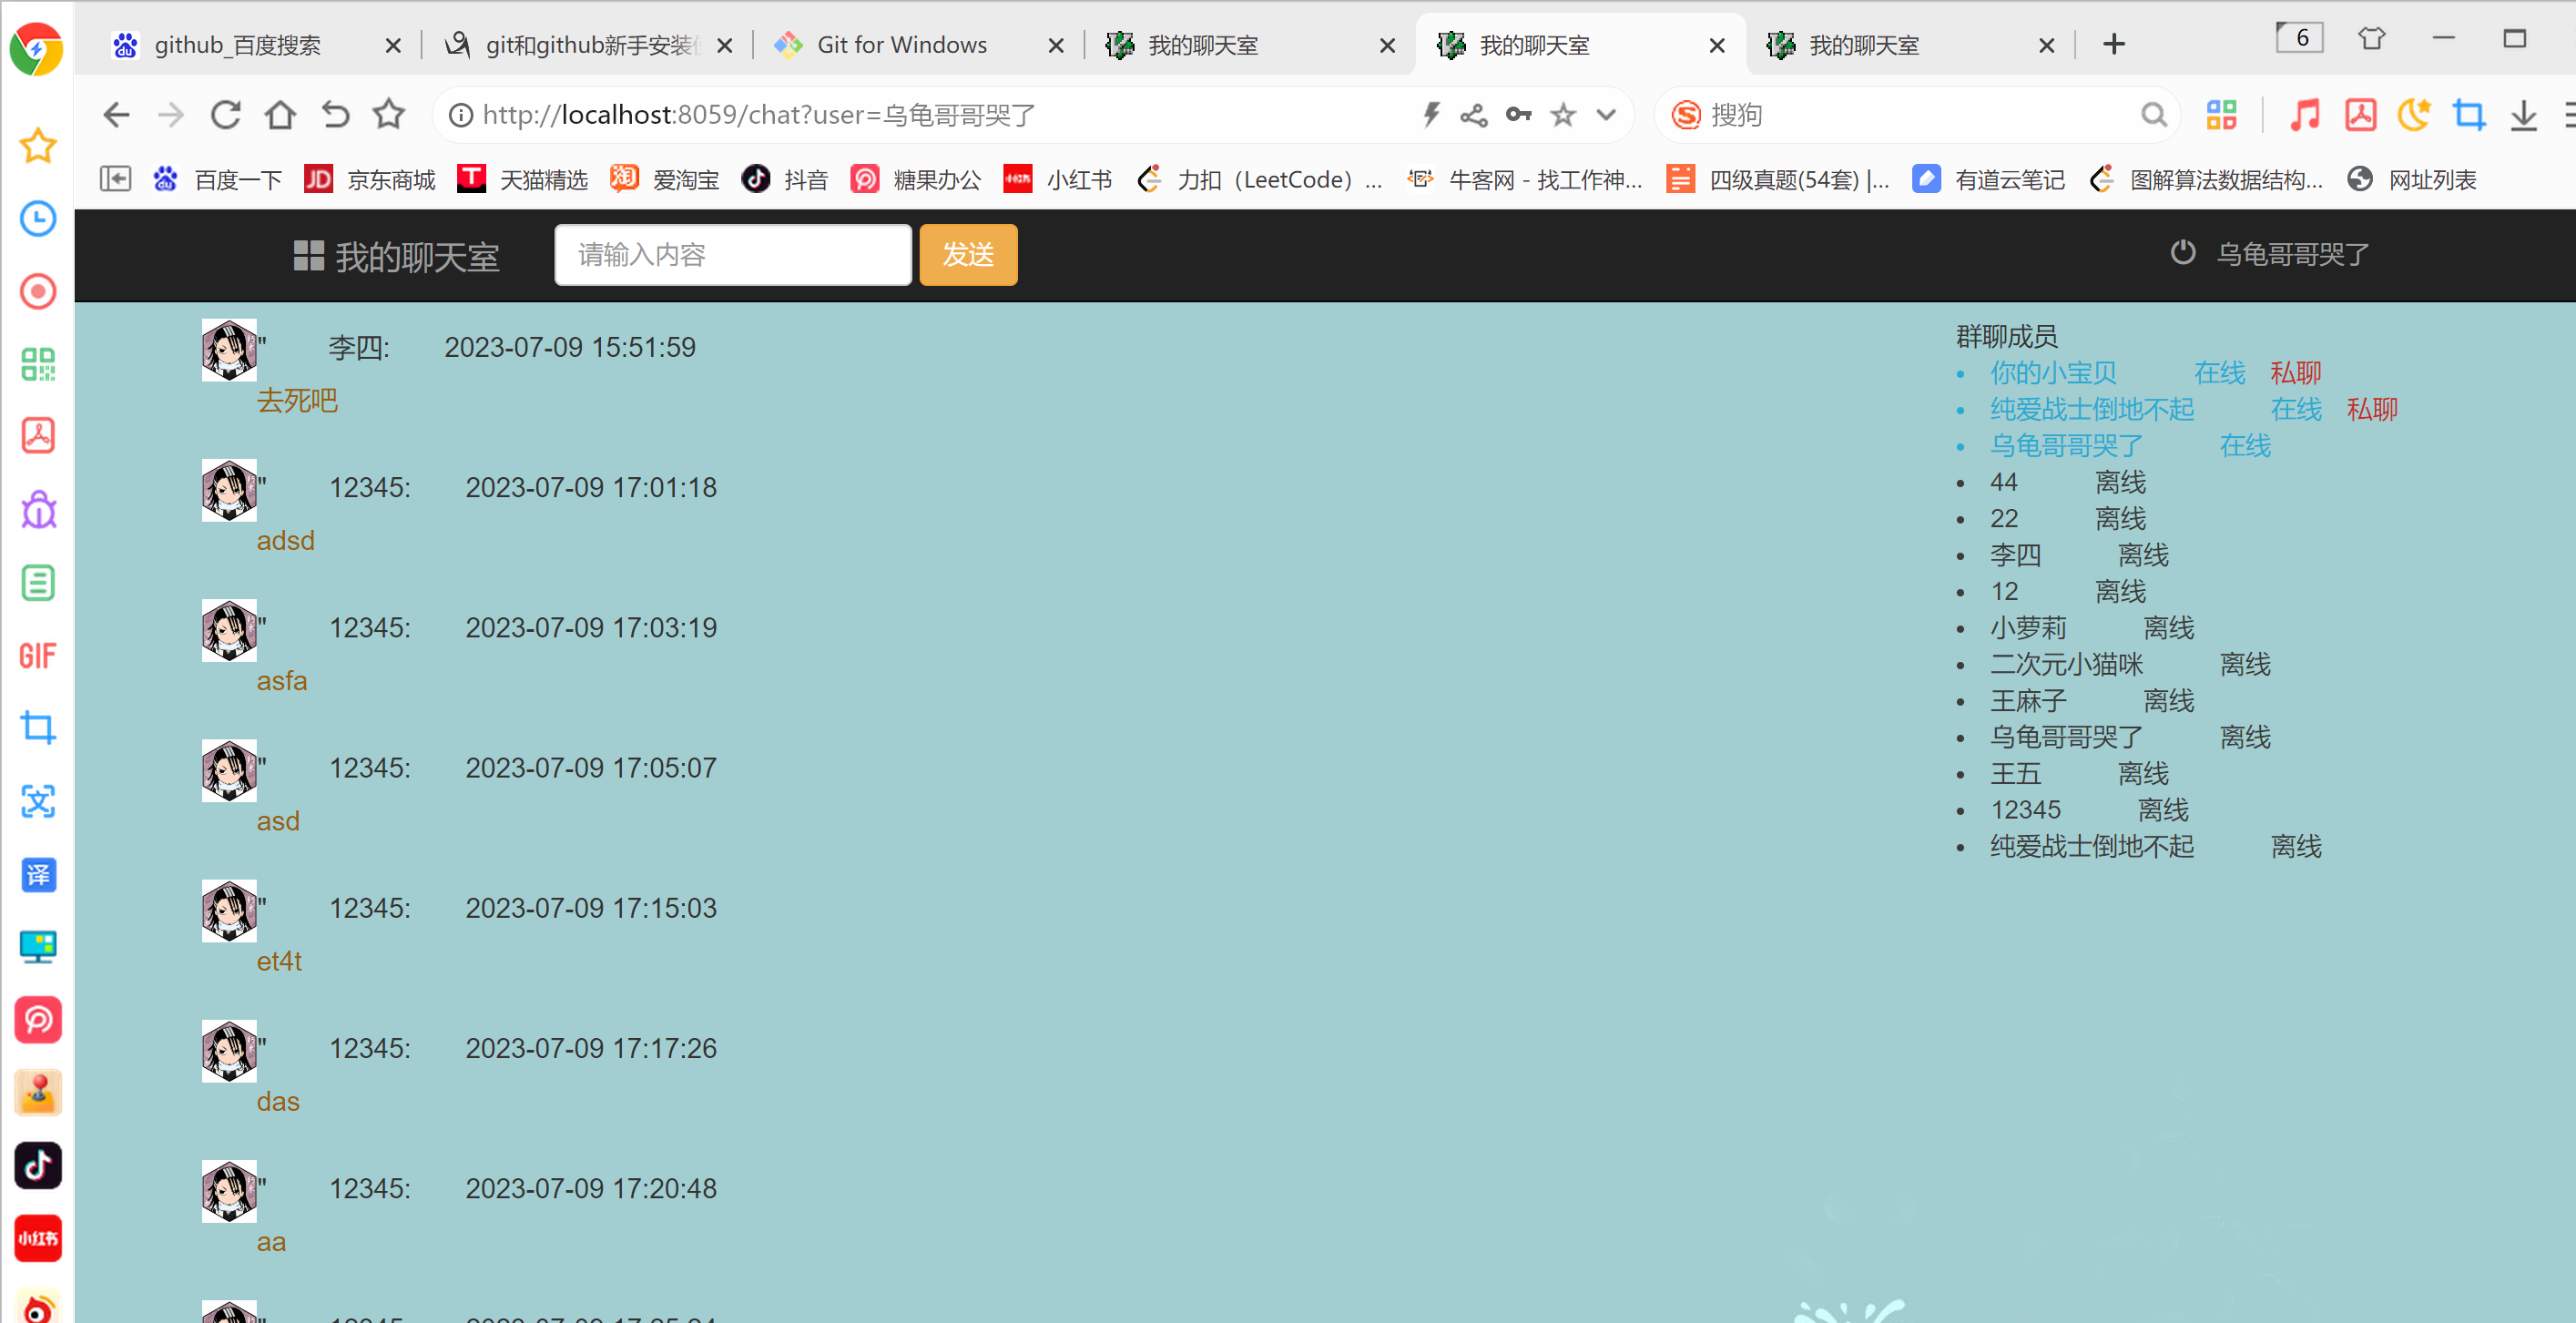 github_百度搜索
git和github新手安装
Git for Windows
我的聊天室
我的聊天室
我的聊天室
6
http://localhost:8059/chat?user=乌龟哥哥哭了
搜狗
百度一下
JD 京东商城
T 天猫精选
淘 爱淘宝
抖音
糖果办公
小红书 小红书
力扣（LeetCode）...
牛客网 - 找工作神...
四级真题(54套) |...
有道云笔记
图解算法数据结构...
网址列表
GIF
文
译
小红书
我的聊天室
请输入内容
发送
乌龟哥哥哭了
" 李四: 2023-07-09 15:51:59
去死吧
" 12345: 2023-07-09 17:01:18
adsd
" 12345: 2023-07-09 17:03:19
asfa
" 12345: 2023-07-09 17:05:07
asd
" 12345: 2023-07-09 17:15:03
et4t
" 12345: 2023-07-09 17:17:26
das
" 12345: 2023-07-09 17:20:48
aa
群聊成员
• 你的小宝贝 在线 私聊
• 纯爱战士倒地不起 在线 私聊
• 乌龟哥哥哭了 在线
• 44 离线
• 22 离线
• 李四 离线
• 12 离线
• 小萝莉 离线
• 二次元小猫咪 离线
• 王麻子 离线
• 乌龟哥哥哭了 离线
• 王五 离线
• 12345 离线
• 纯爱战士倒地不起 离线